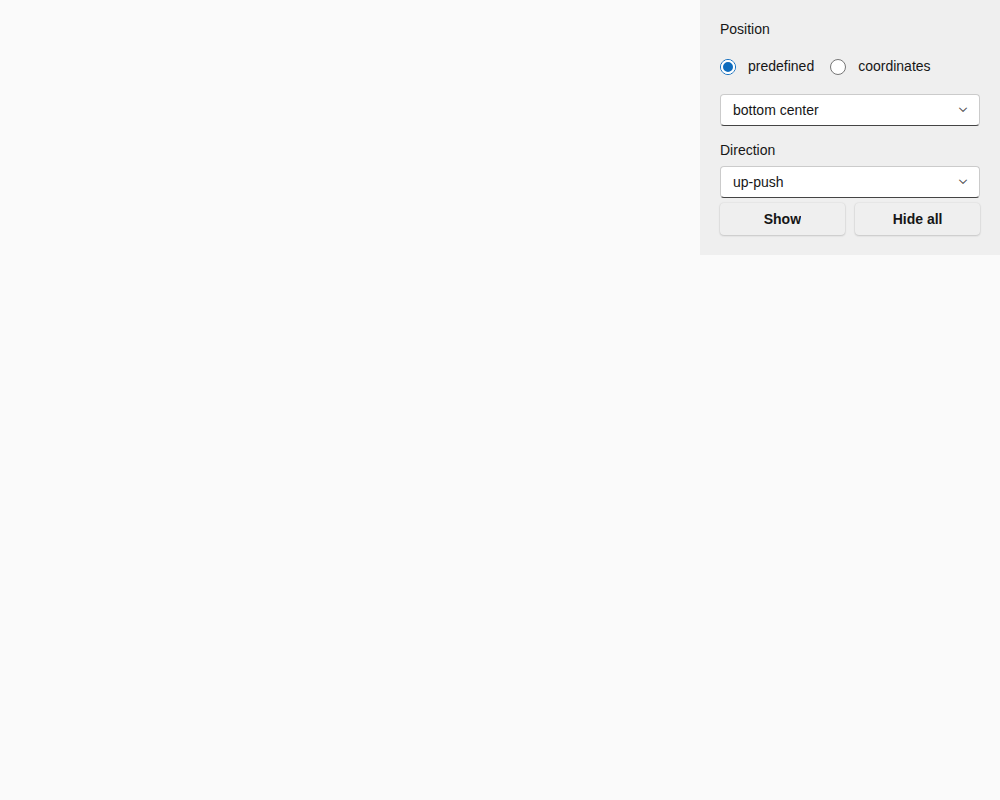 Position
predefined coordinates
bottom center
Direction
up-push
Show Hide all